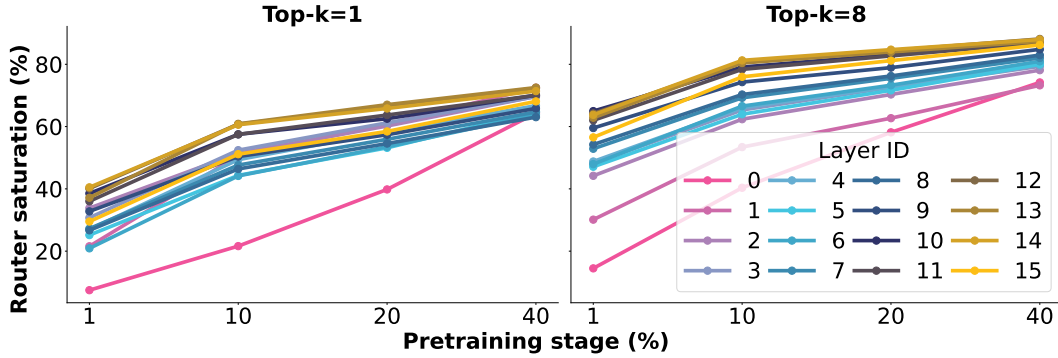 Top-k=1
Top-k=8
Router saturation (%)
80
60
40
20
Layer ID
0 4 8 12
1 5 9 13
2 6 10 14
3 7 11 15
1 10 20 40
1 10 20 40
Pretraining stage (%)